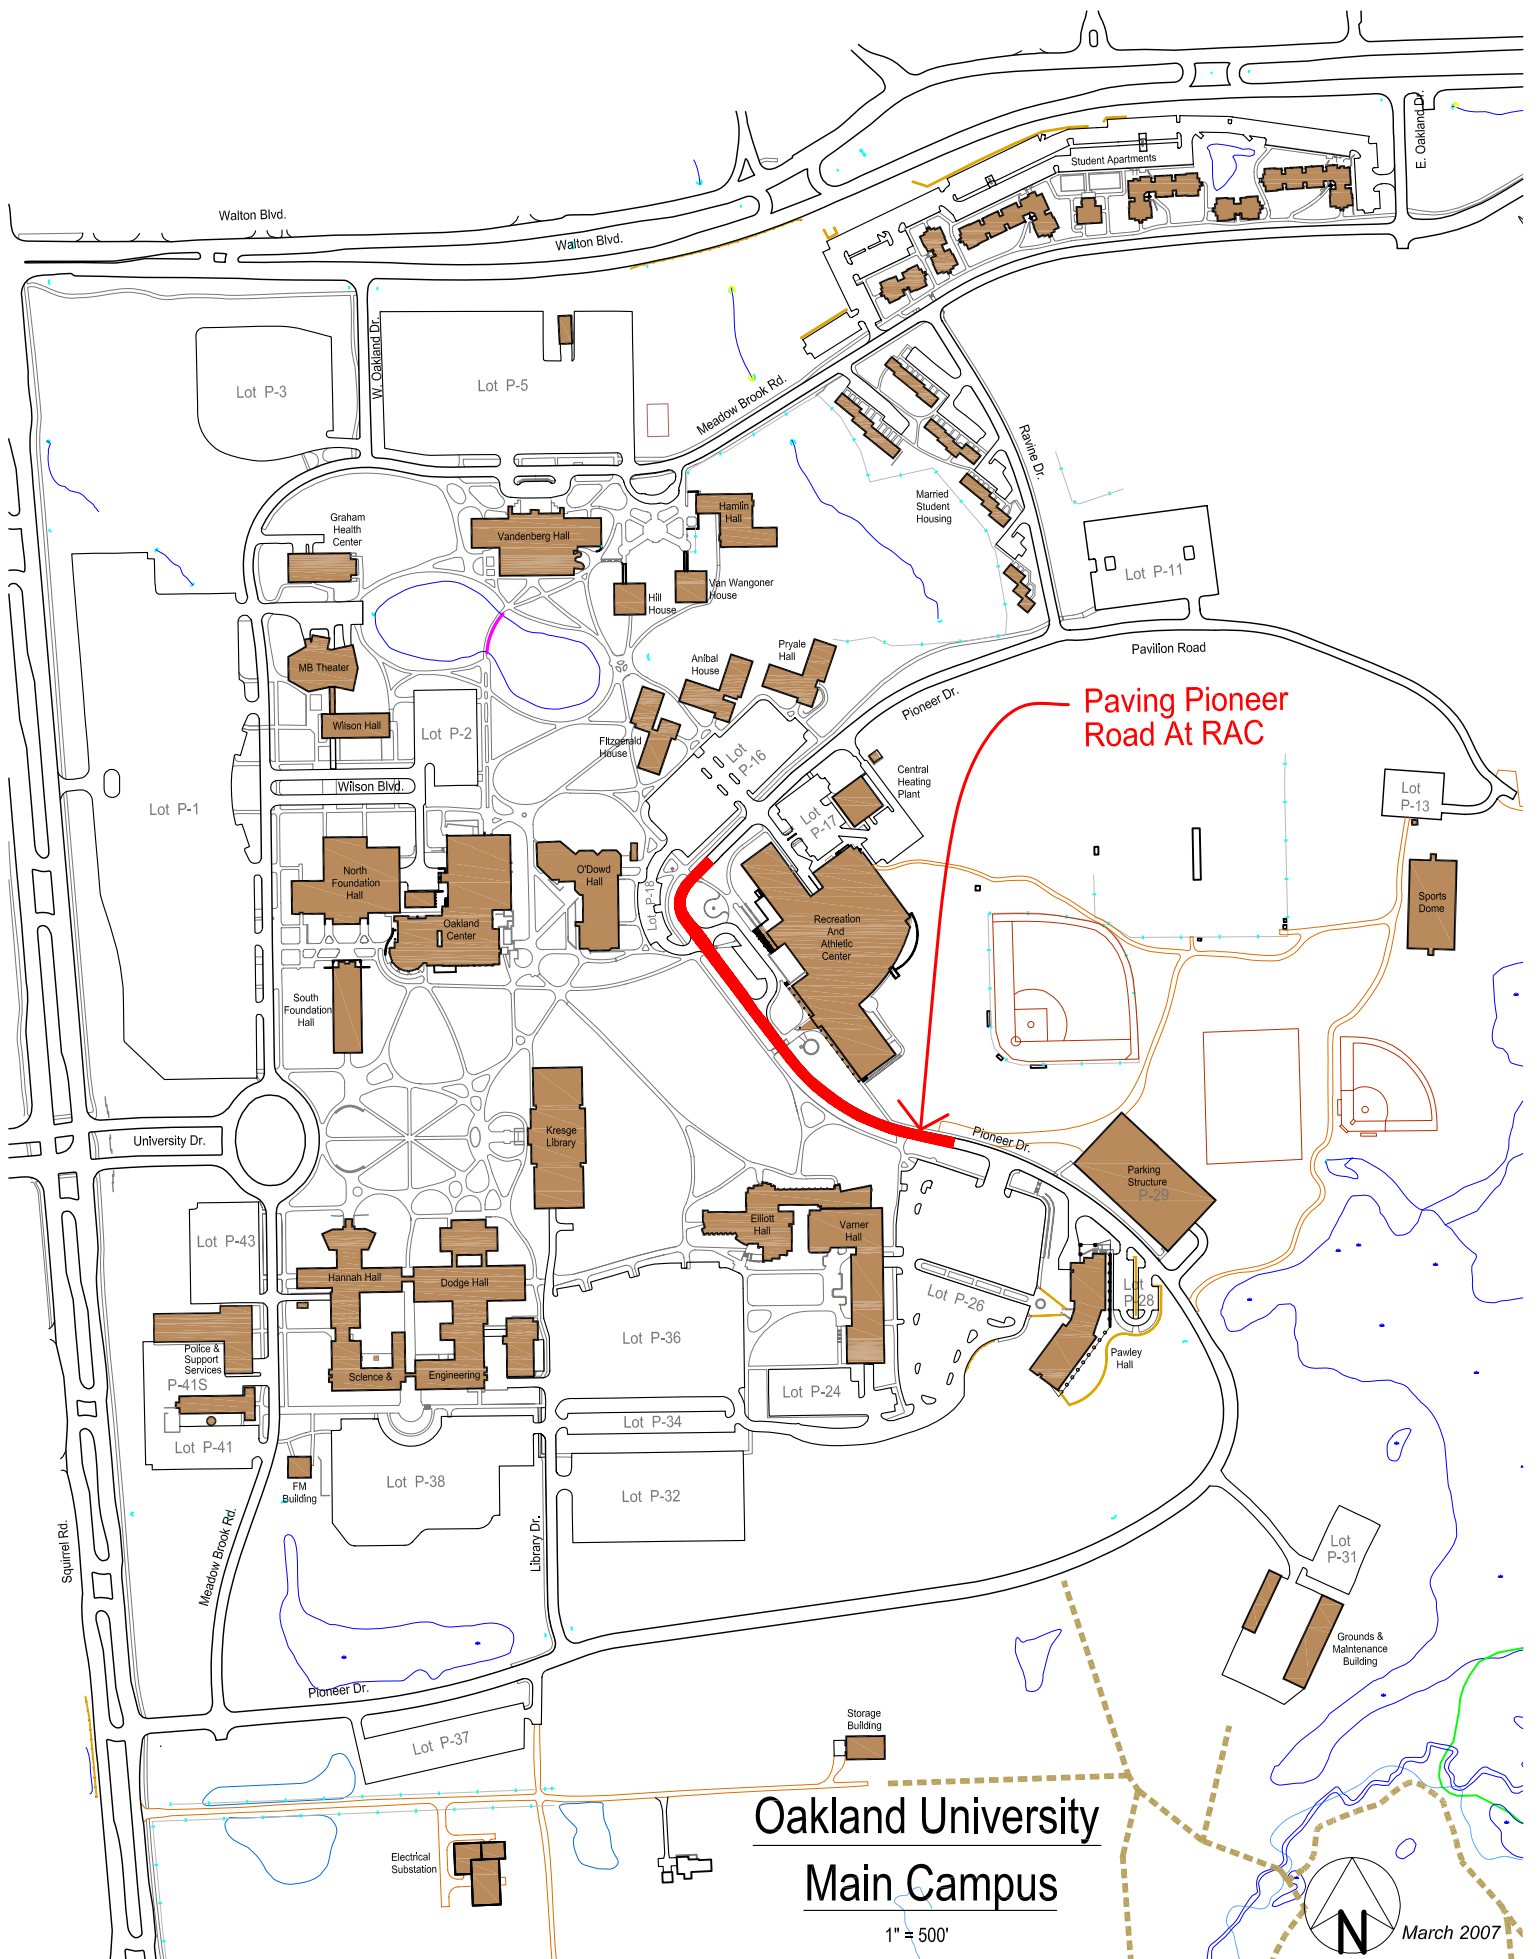 E. Oakland Dr.
Student Apartments
Walton Blvd.
Walton Blvd.
W. Oakland Dr.
Lot P-3
Lot P-5
Meadow Brook Rd.
Ravine Dr.
Married
Student
Housing
Graham
Health
Center
Vandenberg Hall
Hamlin
Hall
Lot P-11
Hill
House
Van Wangoner
House
Pavilion Road
MB Theater
Anibal
House
Pryale
Hall
Pioneer Dr.
Paving Pioneer
Road At RAC
Wilson Hall
Lot P-2
Fitzgerald
House
Lot
P-16
Central
Heating
Plant
Wilson Blvd.
Lot P-1
Lot
P-17
Lot
P-13
North
Foundation
Hall
O'Dowd
Hall
Lot P-18
Sports
Dome
Oakland
Center
Recreation
And
Athletic
Center
South
Foundation
Hall
University Dr.
Kresge
Library
Pioneer Dr.
Parking
Structure
P-29
Lot P-43
Elliott
Hall
Varner
Hall
Hannah Hall
Dodge Hall
Lot P-26
Lot
P-28
Lot P-36
Police &
Support
Services
P-41S
Science &
Engineering
Pawley
Hall
Lot P-24
Lot P-34
Lot P-41
Lot P-38
Lot P-32
FM
Building
Squirrel Rd.
Meadow Brook Rd.
Library Dr.
Lot
P-31
Grounds &
Maintenance
Building
Pioneer Dr.
Lot P-37
Storage
Building
Electrical
Substation
Oakland University
Main Campus
1" = 500'
N
March 2007